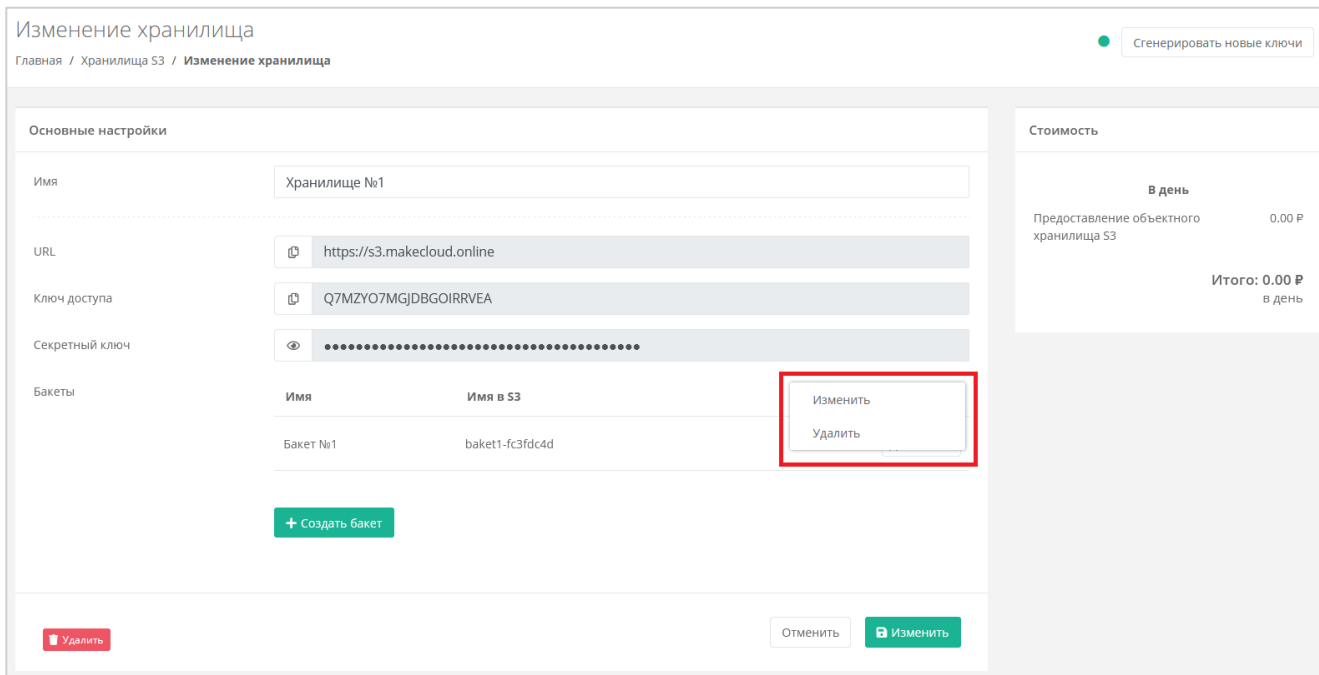 Изменение хранилища
Главная / Хранилища S3 / Изменение хранилища
Сгенерировать новые ключи
Основные настройки
Имя
Хранилище №1
URL
https://s3.makecloud.online
Ключ доступа
Q7MZYO7MGJDBGOIRRVEA
Секретный ключ
••••••••••••••••••••••••••••••••••••••••
Бакеты
Имя
Имя в S3
Изменить
Удалить
Бакет №1
baket1-fc3fdc4d
+ Создать бакет
Удалить
Отменить
Изменить
Стоимость
В день
Предоставление объектного
хранилища S3
0.00 ₽
Итого: 0.00 ₽
в день